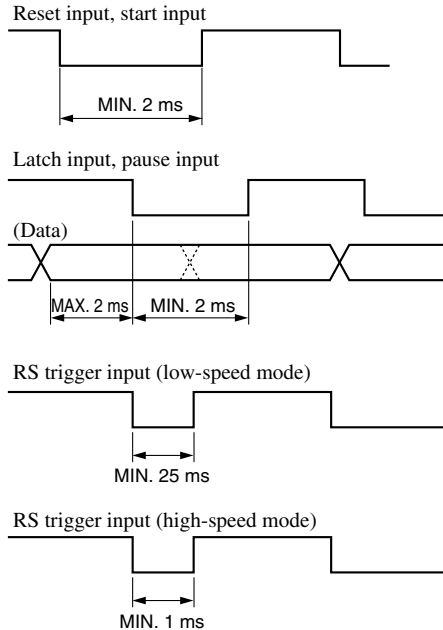 Reset input, start input
MIN. 2 ms
Latch input, pause input
(Data)
MAX. 2 ms MIN. 2 ms
RS trigger input (low-speed mode)
MIN. 25 ms
RS trigger input (high-speed mode)
MIN. 1 ms